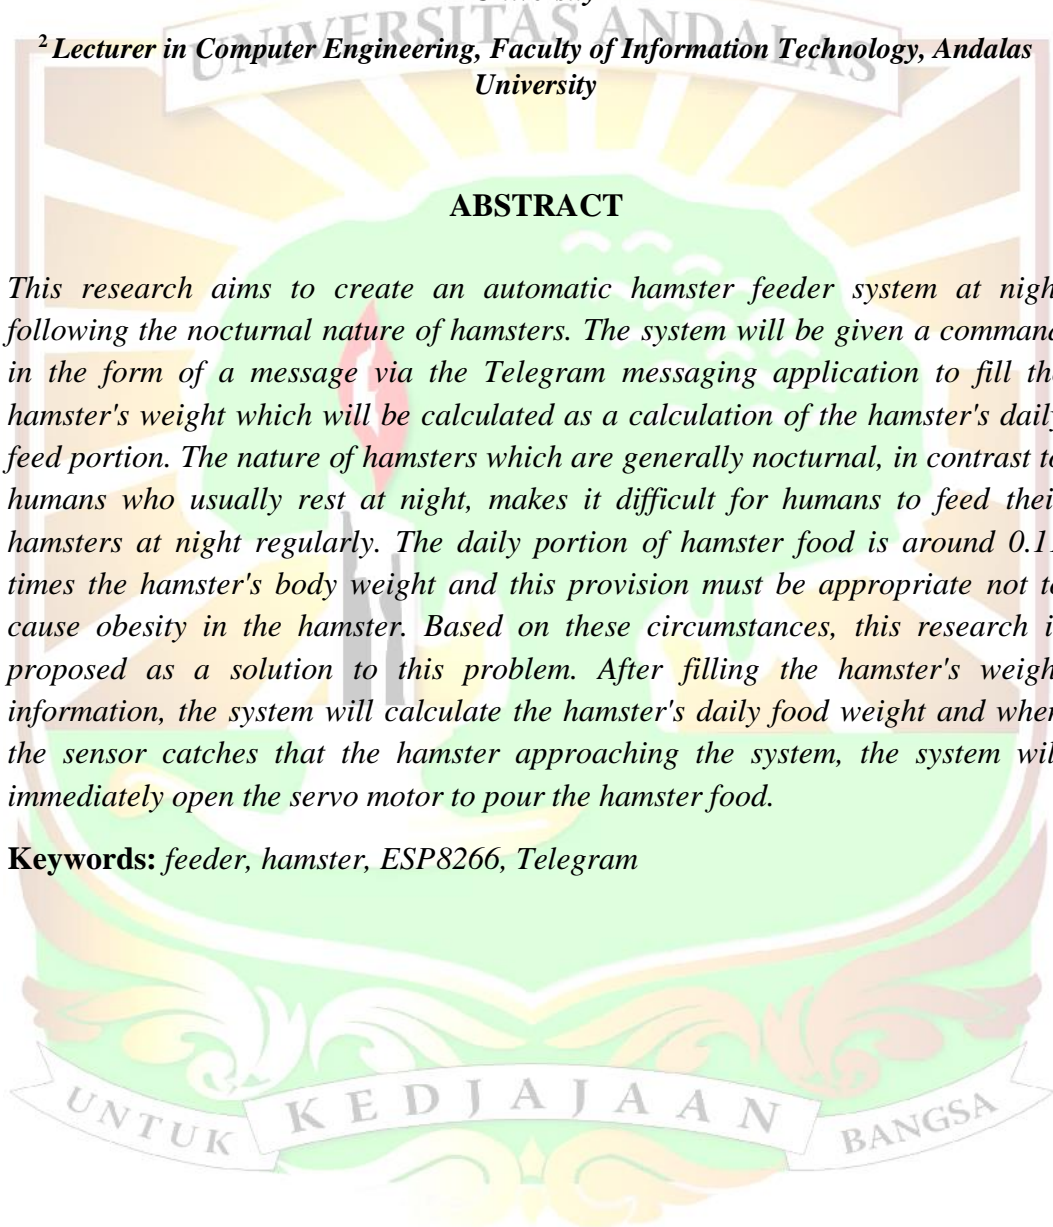 University
UNIVERSITAS ANDALAS
2 Lecturer in Computer Engineering, Faculty of Information Technology, Andalas
University
ABSTRACT
This research aims to create an automatic hamster feeder system at nigh
following the nocturnal nature of hamsters. The system will be given a command
in the form of a message via the Telegram messaging application to fill the
hamster's weight which will be calculated as a calculation of the hamster's daily
feed portion. The nature of hamsters which are generally nocturnal, in contrast to
humans who usually rest at night, makes it difficult for humans to feed thei
hamsters at night regularly. The daily portion of hamster food is around 0.11
times the hamster's body weight and this provision must be appropriate not to
cause obesity in the hamster. Based on these circumstances, this research i
proposed as a solution to this problem. After filling the hamster's weigh
information, the system will calculate the hamster's daily food weight and when
the sensor catches that the hamster approaching the system, the system wil
immediately open the servo motor to pour the hamster food.
Keywords: feeder, hamster, ESP8266, Telegram
UNTUK KEDJAJAAN BANGSA